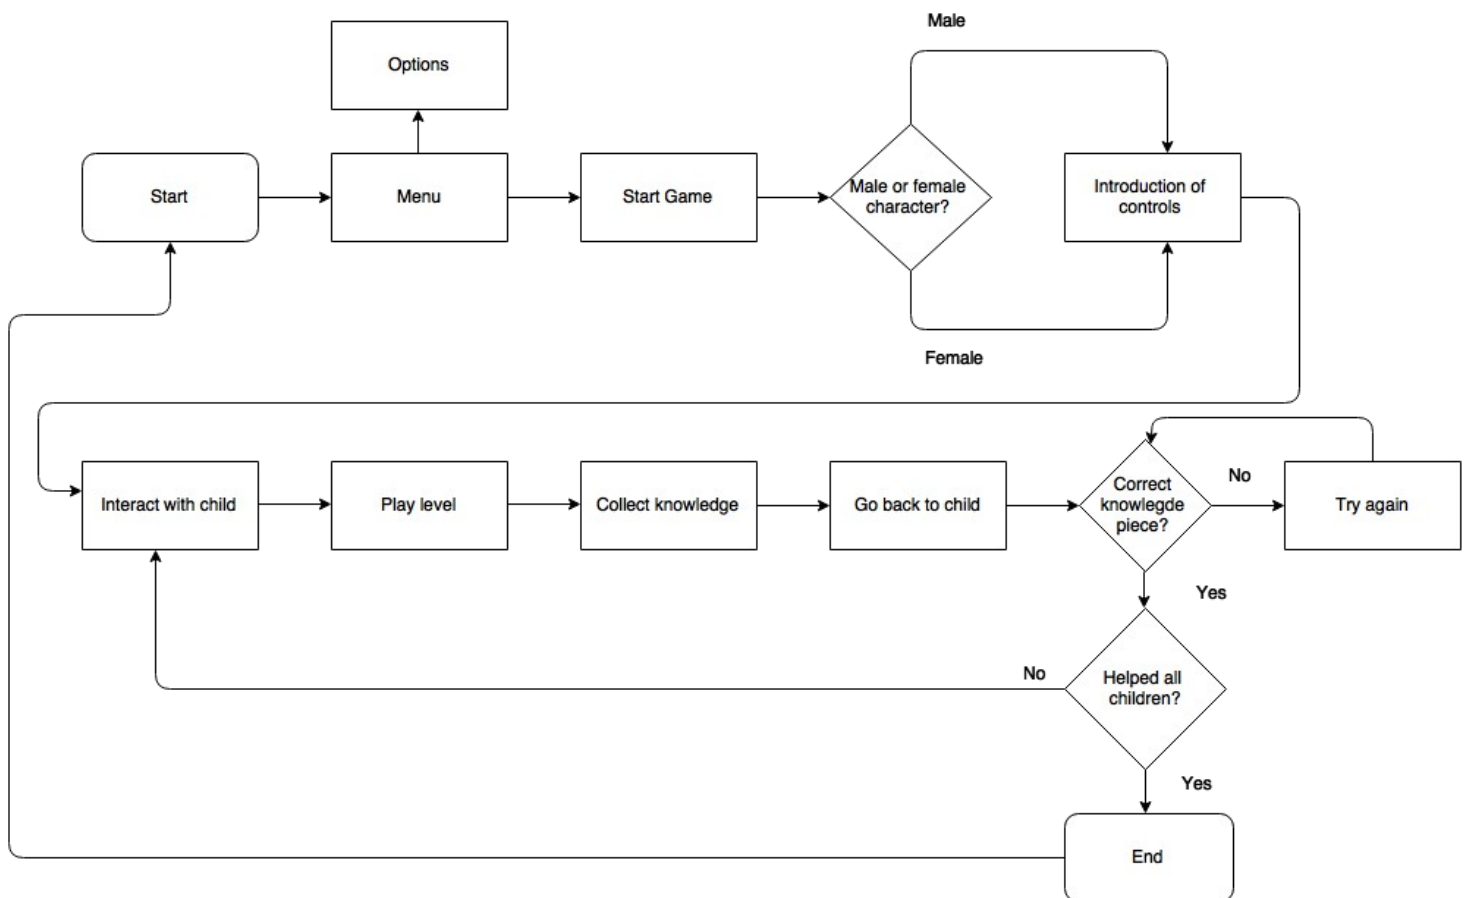 Male
Options
Start
Menu
Start Game
Male or female
character?
Introduction of
controls
Female
Interact with child
Play level
Collect knowledge
Go back to child
Correct
knowlegde
piece?
No
Try again
Yes
No
Helped all
children?
Yes
End